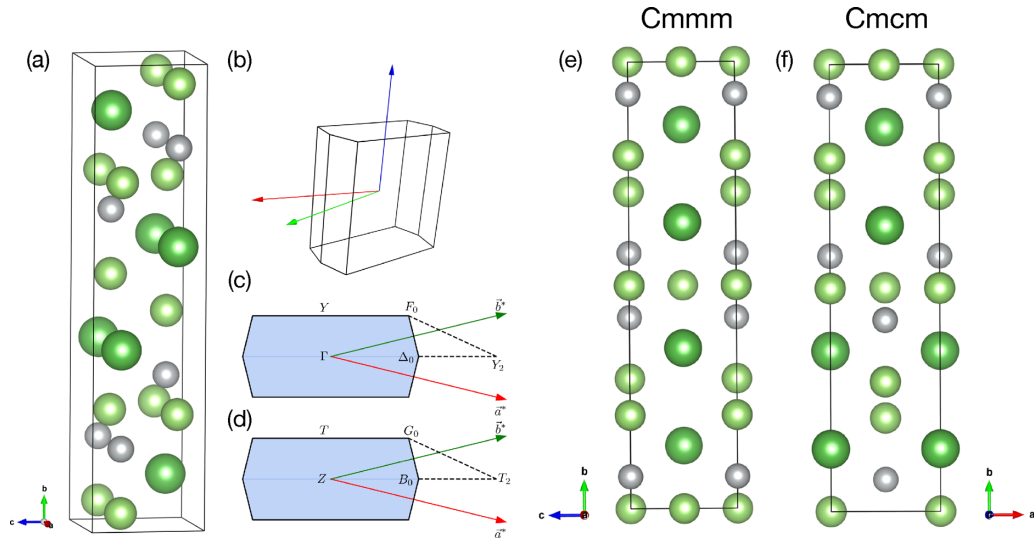 Cmmm
Cmcm
(a)
(b)
(e)
(f)
(c)
Y
F₀
b⃗*
Γ
Δ₀
Y₂
a⃗*
(d)
T
G₀
b⃗*
Z
B₀
T₂
a⃗*
b
c
a
b
c
a
b
c
a